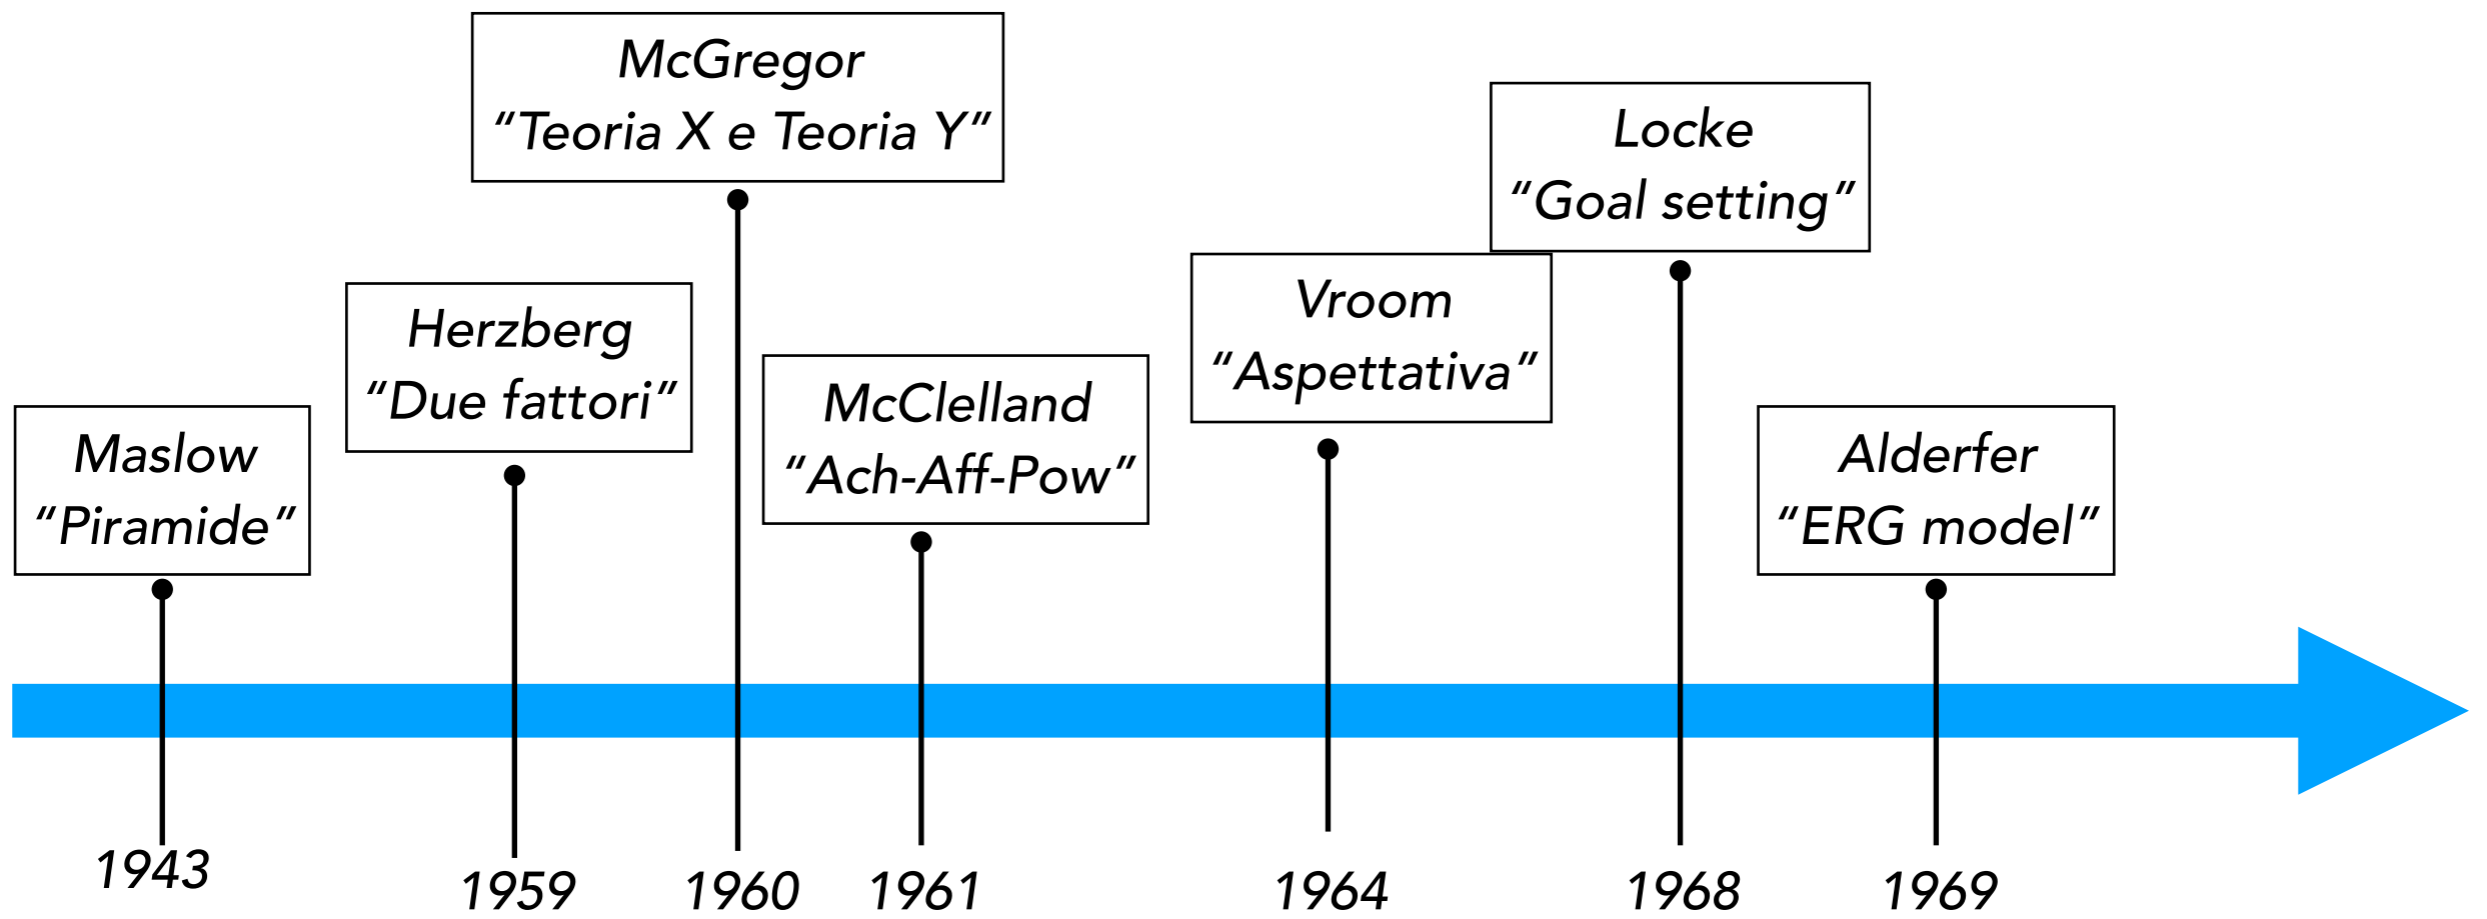 McGregor
“Teoria X e Teoria Y”
Locke
“Goal setting”
Herzberg
“Due fattori”
Vroom
“Aspettativa”
McClelland
“Ach-Aff-Pow”
Maslow
“Piramide”
Alderfer
“ERG model”
1943
1959
1960
1961
1964
1968
1969